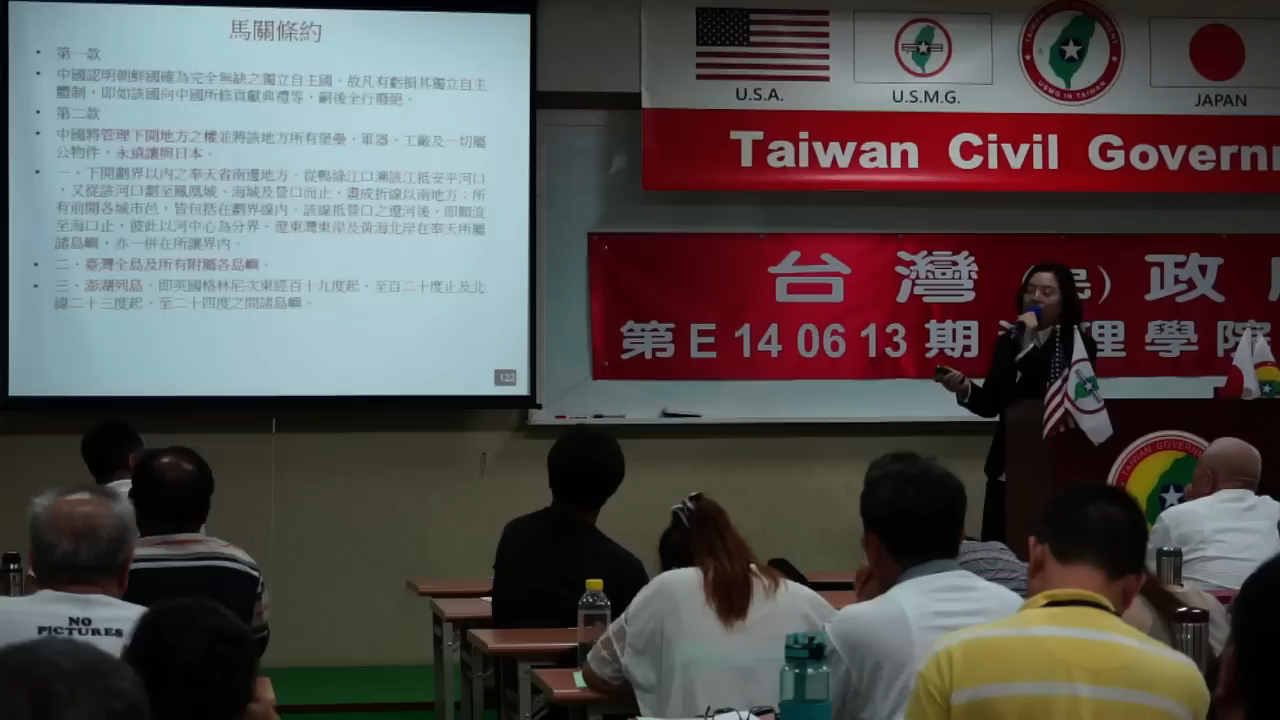 馬關條約
第一款
中國認明朝鮮國確為完全無缺之獨立自主國。故凡有虧損其獨立自主
體制，即如該國向中國所修貢獻典禮等，嗣後全行廢絕。
第二款
中國將管理下開地方之權並將該地方所有堡壘、軍器、工廠及一切屬
公物件，永遠讓與日本。
一、下開劃界以內之奉天省南邊地方。從鴨綠江口溯該江抵安平河口
，又從該河口劃至鳳凰城、海城及營口而止，畫成折線以南地方；所
有前開各城市邑，皆包括在劃界線內。該線抵營口之遼河後，即順流
至海口止，彼此以河中心為分界。遼東灣東岸及黃海北岸在奉天所屬
諸島嶼，亦一併在所讓界內。
二、臺灣全島及所有附屬各島嶼。
三、澎湖列島。即英國格林尼次東經百十九度起、至百二十度止及北
緯二十三度起、至二十四度之間諸島嶼。
122
U.S.A.
U.S.M.G.
USMG IN TAIWAN
JAPAN
Taiwan Civil Govern
台灣 民）政
第E 14 06 13期 理學院
TAIWAN GOVERN
NO
PICTURES